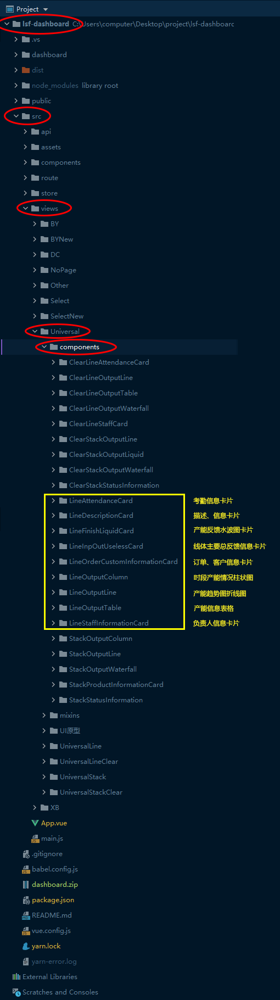 Project
lsf-dashboard C:\Users\computer\Desktop\project\lsf-dashboard
.vs
dashboard
dist
node_modules library root
public
src
api
assets
components
route
store
views
BY
BYNew
DC
NoPage
Other
Select
SelectNew
Universal
components
ClearLineAttendanceCard
ClearLineOutputLine
ClearLineOutputTable
ClearLineOutputWaterfall
ClearLineStaffCard
ClearStackOutputLine
ClearStackOutputLiquid
ClearStackOutputWaterfall
ClearStackStatusInformation
LineAttendanceCard 考勤信息卡片
LineDescriptionCard 描述、信息卡片
LineFinishLiquidCard 产能反馈水波图卡片
LineInpOutUselessCard 线体主要总反馈信息卡片
LineOrderCustomInformationCard 订单、客户信息卡片
LineOutputColumn 时段产能情况柱状图
LineOutputLine 产能趋势图折线图
LineOutputTable 产能信息表格
LineStaffInformationCard 负责人信息卡片
StackOutputColumn
StackOutputLine
StackOutputWaterfall
StackProductInformationCard
StackStatusInformation
mixins
UI原型
UniversalLine
UniversalLineClear
UniversalStack
UniversalStackClear
XB
App.vue
main.js
.gitignore
babel.config.js
dashboard.zip
package.json
README.md
vue.config.js
yarn.lock
yarn-error.log
External Libraries
Scratches and Consoles